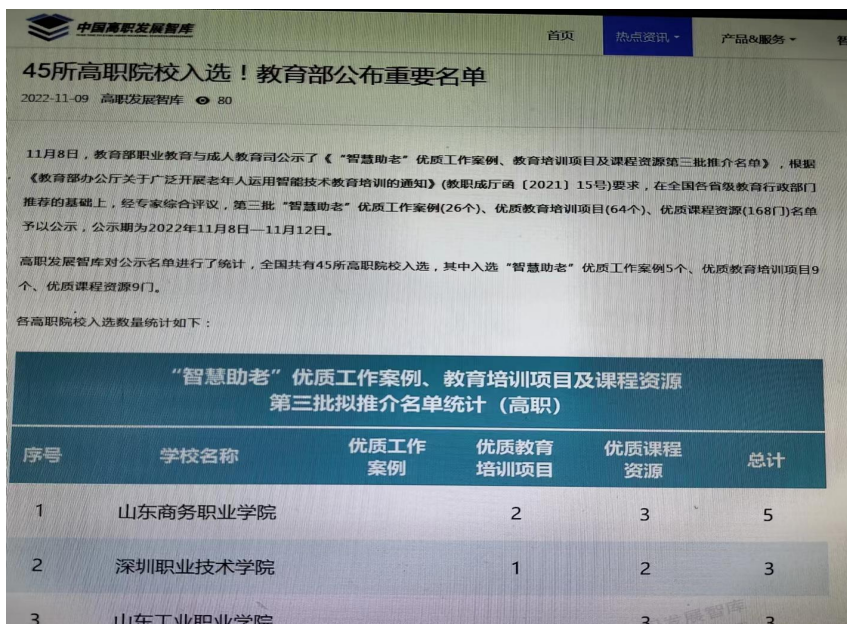 中国高职发展智库
首页 热点资讯 产品&服务
45所高职院校入选！教育部公布重要名单
2022-11-09 高职发展智库 80
11月8日，教育部职业教育与成人教育司公示了《“智慧助老”优质工作案例、教育培训项目及课程资源第三批推介名单》，根据
《教育部办公厅关于广泛开展老年人运用智能技术教育培训的通知》(教职成厅函〔2021〕15号)要求，在全国各省级教育行政部门
推荐的基础上，经专家综合评议，第三批“智慧助老”优质工作案例(26个)、优质教育培训项目(64个)、优质课程资源(168门)名单
予以公示，公示期为2022年11月8日—11月12日。
高职发展智库对公示名单进行了统计，全国共有45所高职院校入选，其中入选“智慧助老”优质工作案例5个、优质教育培训项目9
个、优质课程资源9门。
各高职院校入选数量统计如下：
“智慧助老”优质工作案例、教育培训项目及课程资源
第三批拟推介名单统计（高职）
序号 学校名称 优质工作案例 优质教育培训项目 优质课程资源 总计
1 山东商务职业学院 2 3 5
2 深圳职业技术学院 1 2 3
3 山东工业职业学院 3 3